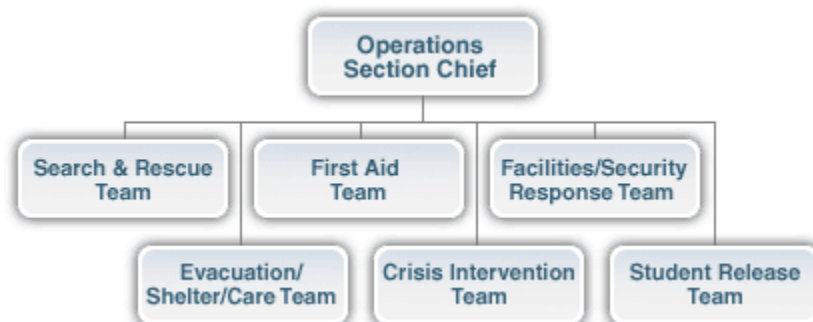 Operations
Section Chief
Search & Rescue
Team
First Aid
Team
Facilities/Security
Response Team
Evacuation/
Shelter/Care Team
Crisis Intervention
Team
Student Release
Team